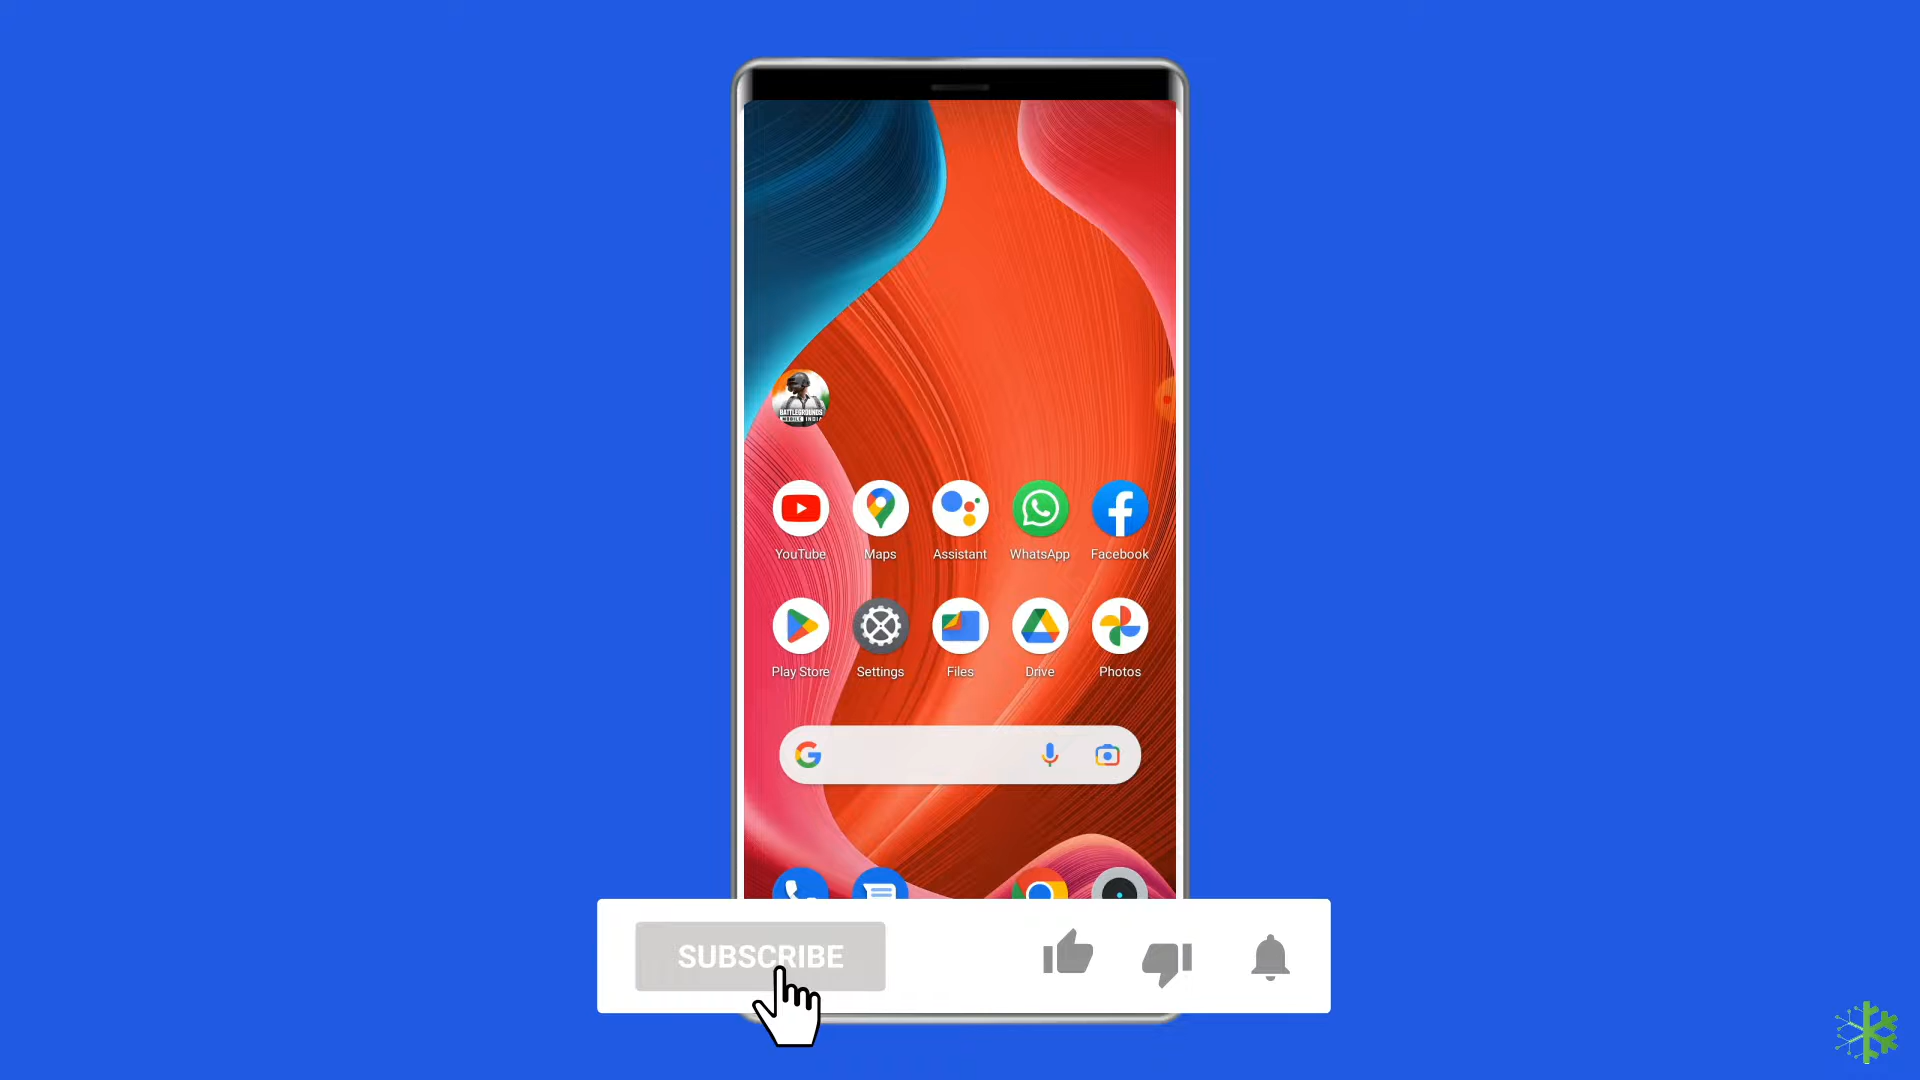 BATTLEGROUNDS
MOBILE INDIA
YouTube Maps Assistant WhatsApp Facebook
Play Store Settings Files Drive Photos
SUBSCRIBE